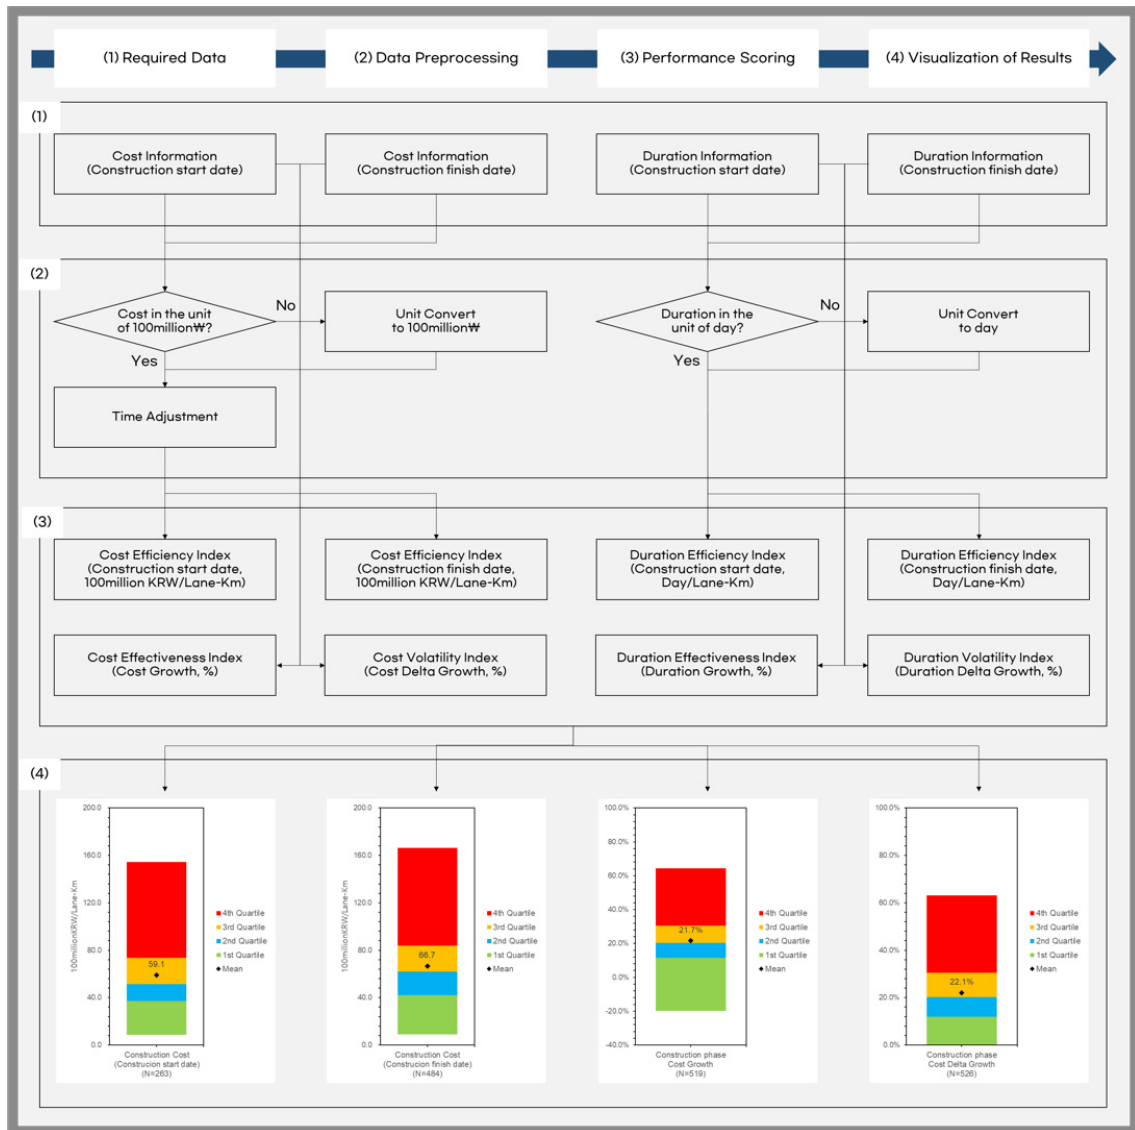 (1) Required Data
(2) Data Preprocessing
(3) Performance Scoring
(4) Visualization of Results
(1)
Cost Information
(Construction start date)
Cost Information
(Construction finish date)
Duration Information
(Construction start date)
Duration Information
(Construction finish date)
(2)
Cost in the unit
of 100million₩?
No
Yes
Unit Convert
to 100million₩
Duration in the
unit of day?
No
Yes
Unit Convert
to day
Time Adjustment
(3)
Cost Efficiency Index
(Construction start date,
100million KRW/Lane-Km)
Cost Efficiency Index
(Construction finish date,
100million KRW/Lane-Km)
Duration Efficiency Index
(Construction start date,
Day/Lane-Km)
Duration Efficiency Index
(Construction finish date,
Day/Lane-Km)
Cost Effectiveness Index
(Cost Growth, %)
Cost Volatility Index
(Cost Delta Growth, %)
Duration Effectiveness Index
(Duration Growth, %)
Duration Volatility Index
(Duration Delta Growth, %)
(4)
100millionKRW/Lane-Km
200.0
160.0
120.0
80.0
40.0
0.0
59.1
4th Quartile
3rd Quartile
2nd Quartile
1st Quartile
Mean
Construction Cost
(Construcion start date)
(N=263)
100millionKRW/Lane-Km
200.0
160.0
120.0
80.0
40.0
0.0
66.7
4th Quartile
3rd Quartile
2nd Quartile
1st Quartile
Mean
Construction Cost
(Construcion finish date)
(N=484)
100.0%
80.0%
60.0%
40.0%
20.0%
0.0%
-20.0%
-40.0%
21.7%
4th Quartile
3rd Quartile
2nd Quartile
1st Quartile
Mean
Construction phase
Cost Growth
(N=519)
100.0%
80.0%
60.0%
40.0%
20.0%
0.0%
22.1%
4th Quartile
3rd Quartile
2nd Quartile
1st Quartile
Mean
Construction phase
Cost Delta Growth
(N=526)